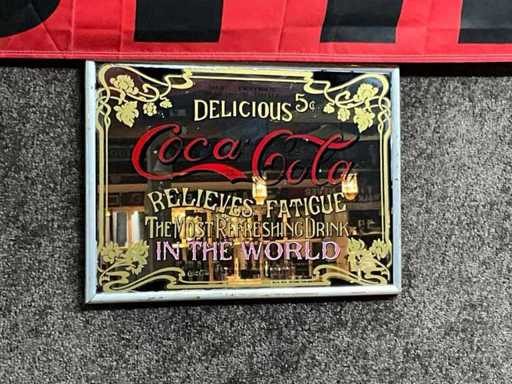 DELICIOUS 5¢
Coca-Cola
RELIEVES FATIGUE
THE MOST REFRESHING DRINK
IN THE WORLD